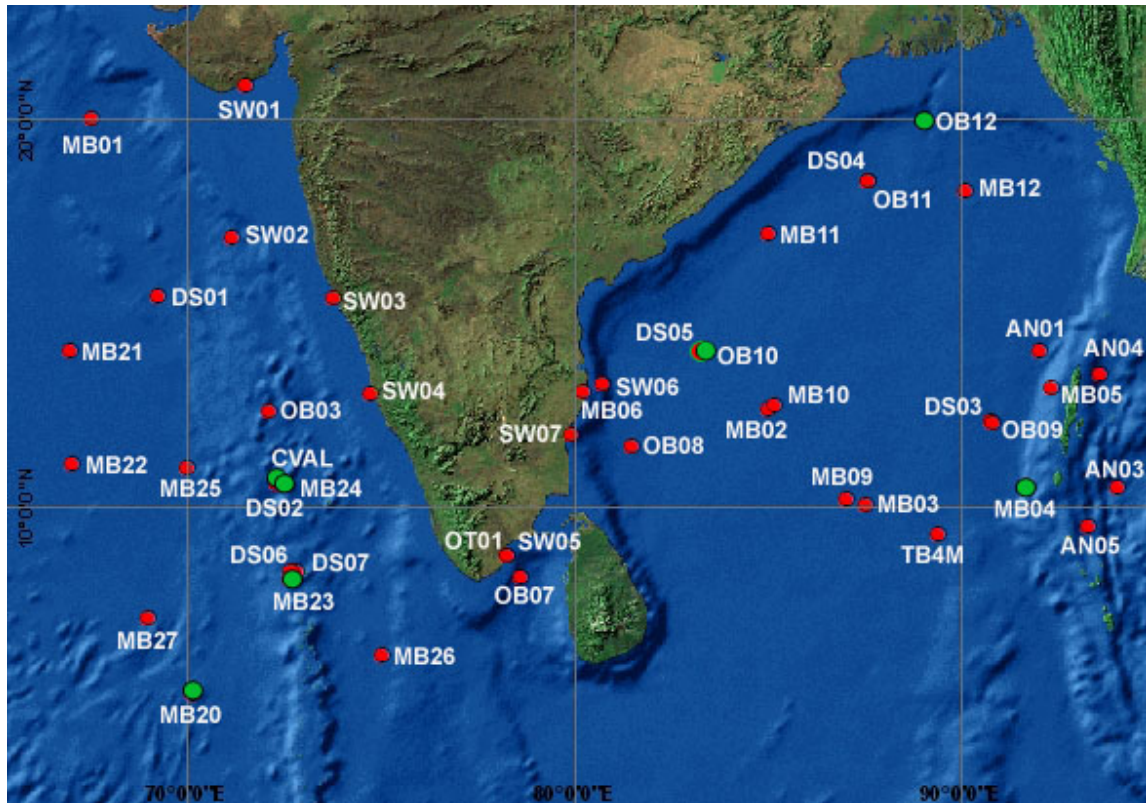 SW01
20°0'0"N
MB01
OB12
DS04
OB11
MB12
SW02
MB11
DS01
SW03
AN01
DS05
OB10
MB21
AN04
SW04
SW06
MB05
MB06
OB03
MB10
DS03
MB02
OB09
SW07
OB08
CVAL
MB22
MB25
MB24
MB09
AN03
DS02
MB03
MB04
10°0'0"N
OT01
SW05
TB4M
AN05
DS06
DS07
OB07
MB23
MB27
MB26
MB20
70°0'0"E
80°0'0"E
90°0'0"E